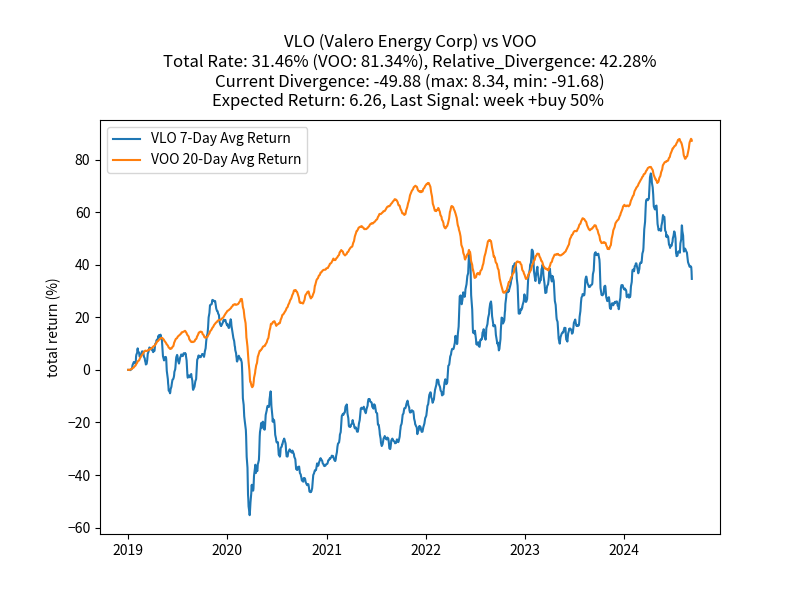 VLO (Valero Energy Corp) vs VOO
Total Rate: 31.46% (VOO: 81.34%), Relative_Divergence: 42.28%
Current Divergence: -49.88 (max: 8.34, min: -91.68)
Expected Return: 6.26, Last Signal: week +buy 50%
VLO 7-Day Avg Return
VOO 20-Day Avg Return
total return (%)
80
60
40
20
0
−20
−40
−60
2019
2020
2021
2022
2023
2024